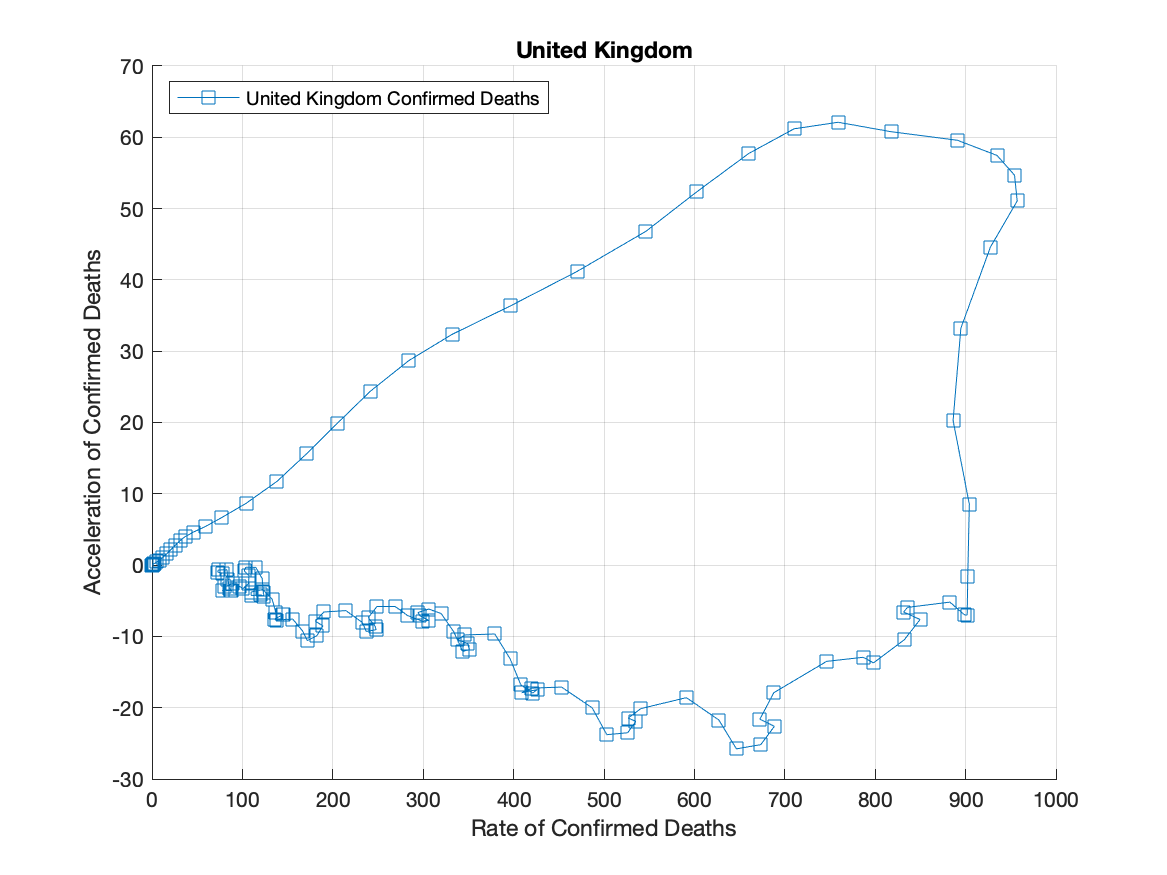 United Kingdom
United Kingdom Confirmed Deaths
70
60
50
40
30
20
10
0
-10
-20
-30
Acceleration of Confirmed Deaths
0 100 200 300 400 500 600 700 800 900 1000
Rate of Confirmed Deaths